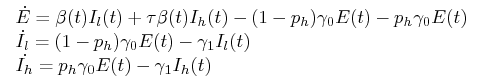 Ė = β(t)I_l(t) + τβ(t)I_h(t) − (1 − p_h)γ_0E(t) − p_hγ_0E(t)
İ_l = (1 − p_h)γ_0E(t) − γ_1I_l(t)
İ_h = p_hγ_0E(t) − γ_1I_h(t)